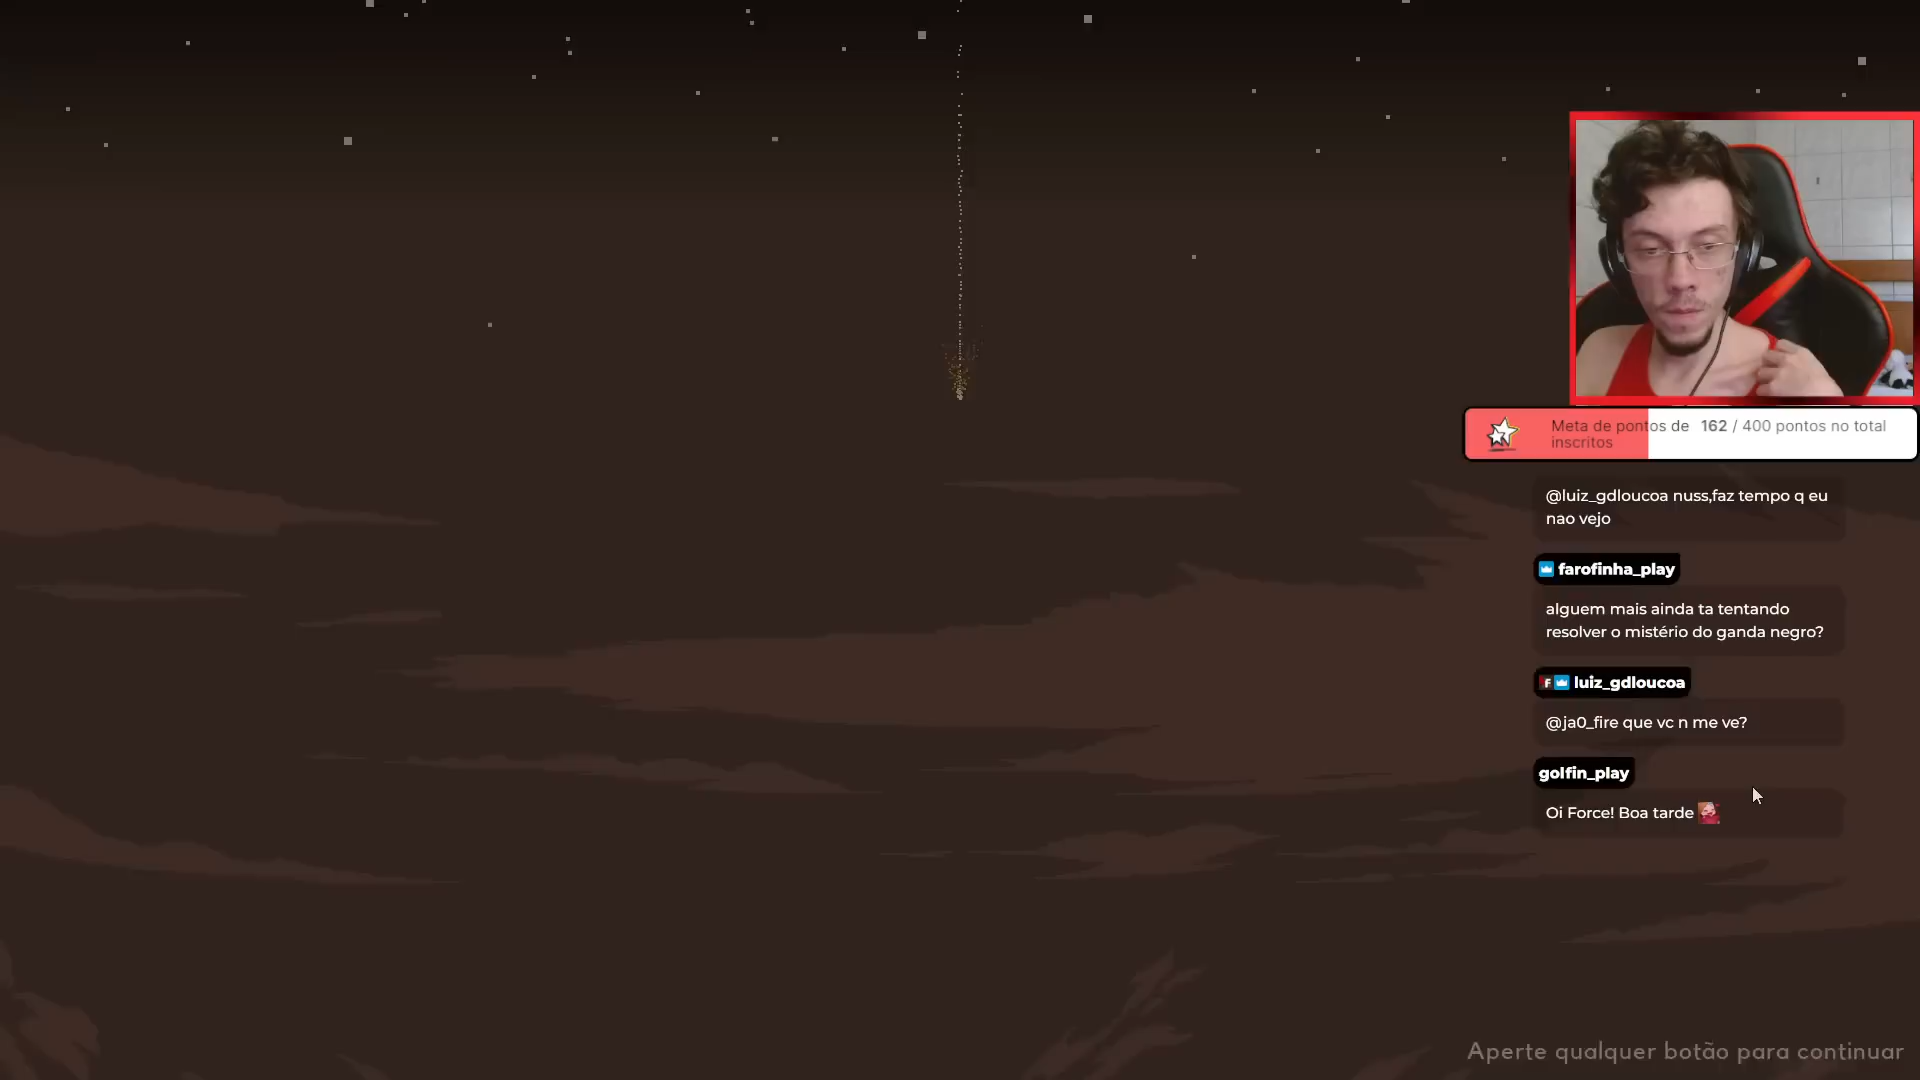 Meta de pontos de 162 / 400 pontos no total
inscritos
@luiz_gdloucoa nuss,faz tempo q eu
nao vejo
farofinha_play
alguem mais ainda ta tentando
resolver o mistério do ganda negro?
F luiz_gdloucoa
@ja0_fire que vc n me ve?
golfin_play
Oi Force! Boa tarde
Aperte qualquer botão para continuar